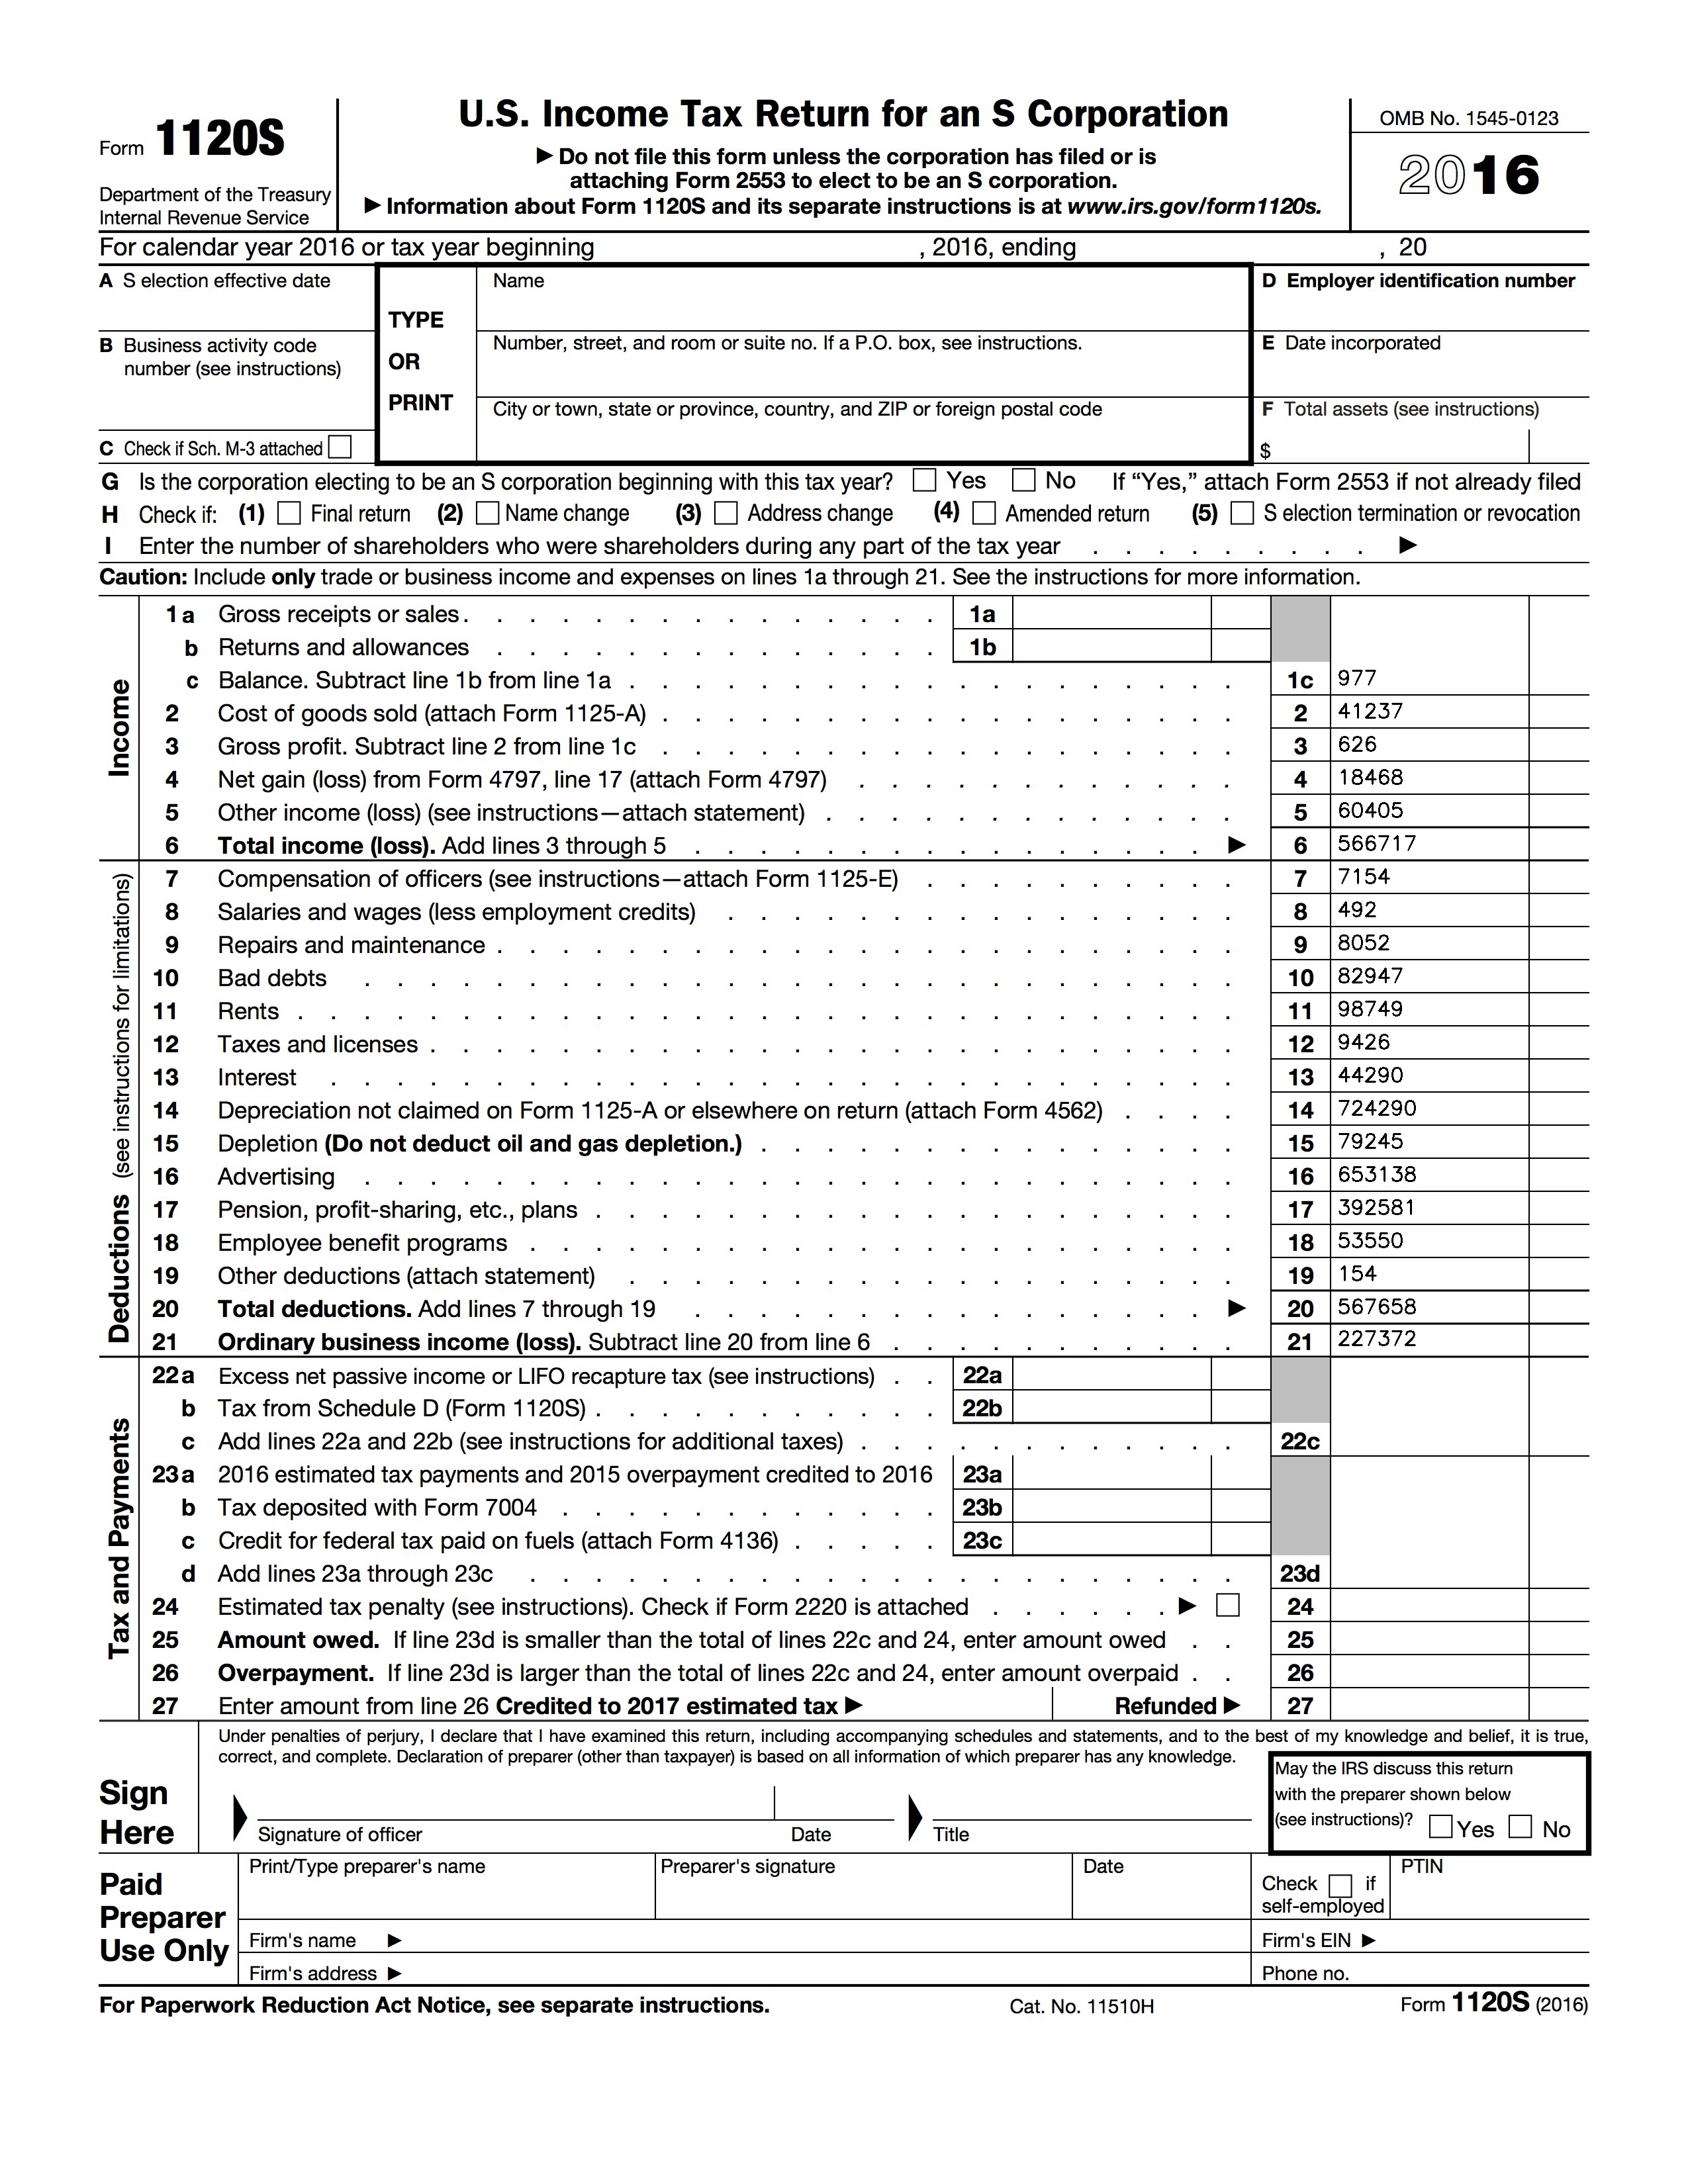 Form 1120S
Department of the Treasury
Internal Revenue Service
U.S. Income Tax Return for an S Corporation
▶ Do not file this form unless the corporation has filed or is
attaching Form 2553 to elect to be an S corporation.
▶ Information about Form 1120S and its separate instructions is at www.irs.gov/form1120s.
OMB No. 1545-0123
2016
For calendar year 2016 or tax year beginning , 2016, ending , 20
A S election effective date
B Business activity code
number (see instructions)
C Check if Sch. M-3 attached
TYPE
OR
PRINT
Name
Number, street, and room or suite no. If a P.O. box, see instructions.
City or town, state or province, country, and ZIP or foreign postal code
D Employer identification number
E Date incorporated
F Total assets (see instructions)
$
G Is the corporation electing to be an S corporation beginning with this tax year? Yes No If “Yes,” attach Form 2553 if not already filed
H Check if: (1) Final return (2) Name change (3) Address change (4) Amended return (5) S election termination or revocation
I Enter the number of shareholders who were shareholders during any part of the tax year . . . . . . . . . ▶
Caution: Include only trade or business income and expenses on lines 1a through 21. See the instructions for more information.
Income
1a Gross receipts or sales . . . 1a
b Returns and allowances . . . 1b
c Balance. Subtract line 1b from line 1a . . . 1c 977
2 Cost of goods sold (attach Form 1125-A) . . . 2 41237
3 Gross profit. Subtract line 2 from line 1c . . . 3 626
4 Net gain (loss) from Form 4797, line 17 (attach Form 4797) . . . 4 18468
5 Other income (loss) (see instructions—attach statement) . . . 5 60405
6 Total income (loss). Add lines 3 through 5 . . . ▶ 6 566717
Deductions (see instructions for limitations)
7 Compensation of officers (see instructions—attach Form 1125-E) . . . 7 7154
8 Salaries and wages (less employment credits) . . . 8 492
9 Repairs and maintenance . . . 9 8052
10 Bad debts . . . 10 82947
11 Rents . . . 11 98749
12 Taxes and licenses . . . 12 9426
13 Interest . . . 13 44290
14 Depreciation not claimed on Form 1125-A or elsewhere on return (attach Form 4562) . . . 14 724290
15 Depletion (Do not deduct oil and gas depletion.) . . . 15 79245
16 Advertising . . . 16 653138
17 Pension, profit-sharing, etc., plans . . . 17 392581
18 Employee benefit programs . . . 18 53550
19 Other deductions (attach statement) . . . 19 154
20 Total deductions. Add lines 7 through 19 . . . ▶ 20 567658
21 Ordinary business income (loss). Subtract line 20 from line 6 . . . 21 227372
Tax and Payments
22a Excess net passive income or LIFO recapture tax (see instructions) . . 22a
b Tax from Schedule D (Form 1120S) . . . 22b
c Add lines 22a and 22b (see instructions for additional taxes) . . . 22c
23a 2016 estimated tax payments and 2015 overpayment credited to 2016 23a
b Tax deposited with Form 7004 . . . 23b
c Credit for federal tax paid on fuels (attach Form 4136) . . . 23c
d Add lines 23a through 23c . . . 23d
24 Estimated tax penalty (see instructions). Check if Form 2220 is attached . . . ▶ 24
25 Amount owed. If line 23d is smaller than the total of lines 22c and 24, enter amount owed . . 25
26 Overpayment. If line 23d is larger than the total of lines 22c and 24, enter amount overpaid . . 26
27 Enter amount from line 26 Credited to 2017 estimated tax ▶ Refunded ▶ 27
Sign
Here
Under penalties of perjury, I declare that I have examined this return, including accompanying schedules and statements, and to the best of my knowledge and belief, it is true,
correct, and complete. Declaration of preparer (other than taxpayer) is based on all information of which preparer has any knowledge.
Signature of officer Date Title
May the IRS discuss this return
with the preparer shown below
(see instructions)? Yes No
Paid
Preparer
Use Only
Print/Type preparer's name
Preparer's signature
Date
Check if
self-employed
PTIN
Firm's name ▶
Firm's EIN ▶
Firm's address ▶
Phone no.
For Paperwork Reduction Act Notice, see separate instructions. Cat. No. 11510H Form 1120S (2016)